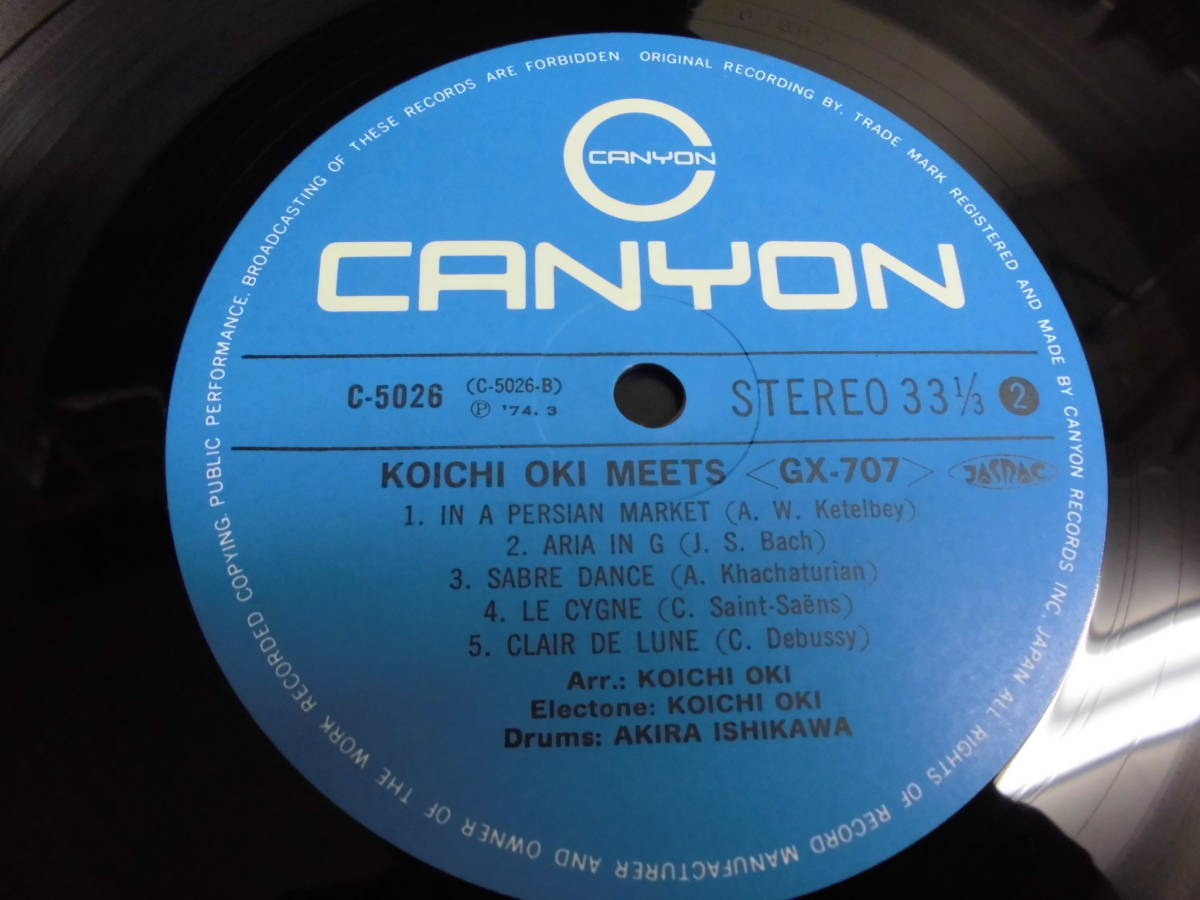 BROADCASTING OF THESE RECORDS ARE FORBIDDEN. ORIGINAL RECORDING BY. TRADE MARK REGISTERED AND MADE BY CANYON RECORDS INC. JAPAN ALL RIGHTS OF RECORD MANUFACTURER AND OWNER OF THE WORK RECORDED COPYING. PUBLIC PERFORMANCE.
CANYON
CANYON
C-5026 (C-5026-B) STEREO 33 1/3 2
Ⓟ '74. 3
KOICHI OKI MEETS <GX-707> JASRAC
1. IN A PERSIAN MARKET (A. W. Ketelbey)
2. ARIA IN G (J. S. Bach)
3. SABRE DANCE (A. Khachaturian)
4. LE CYGNE (C. Saint-Saëns)
5. CLAIR DE LUNE (C. Debussy)
Arr.: KOICHI OKI
Electone: KOICHI OKI
Drums: AKIRA ISHIKAWA